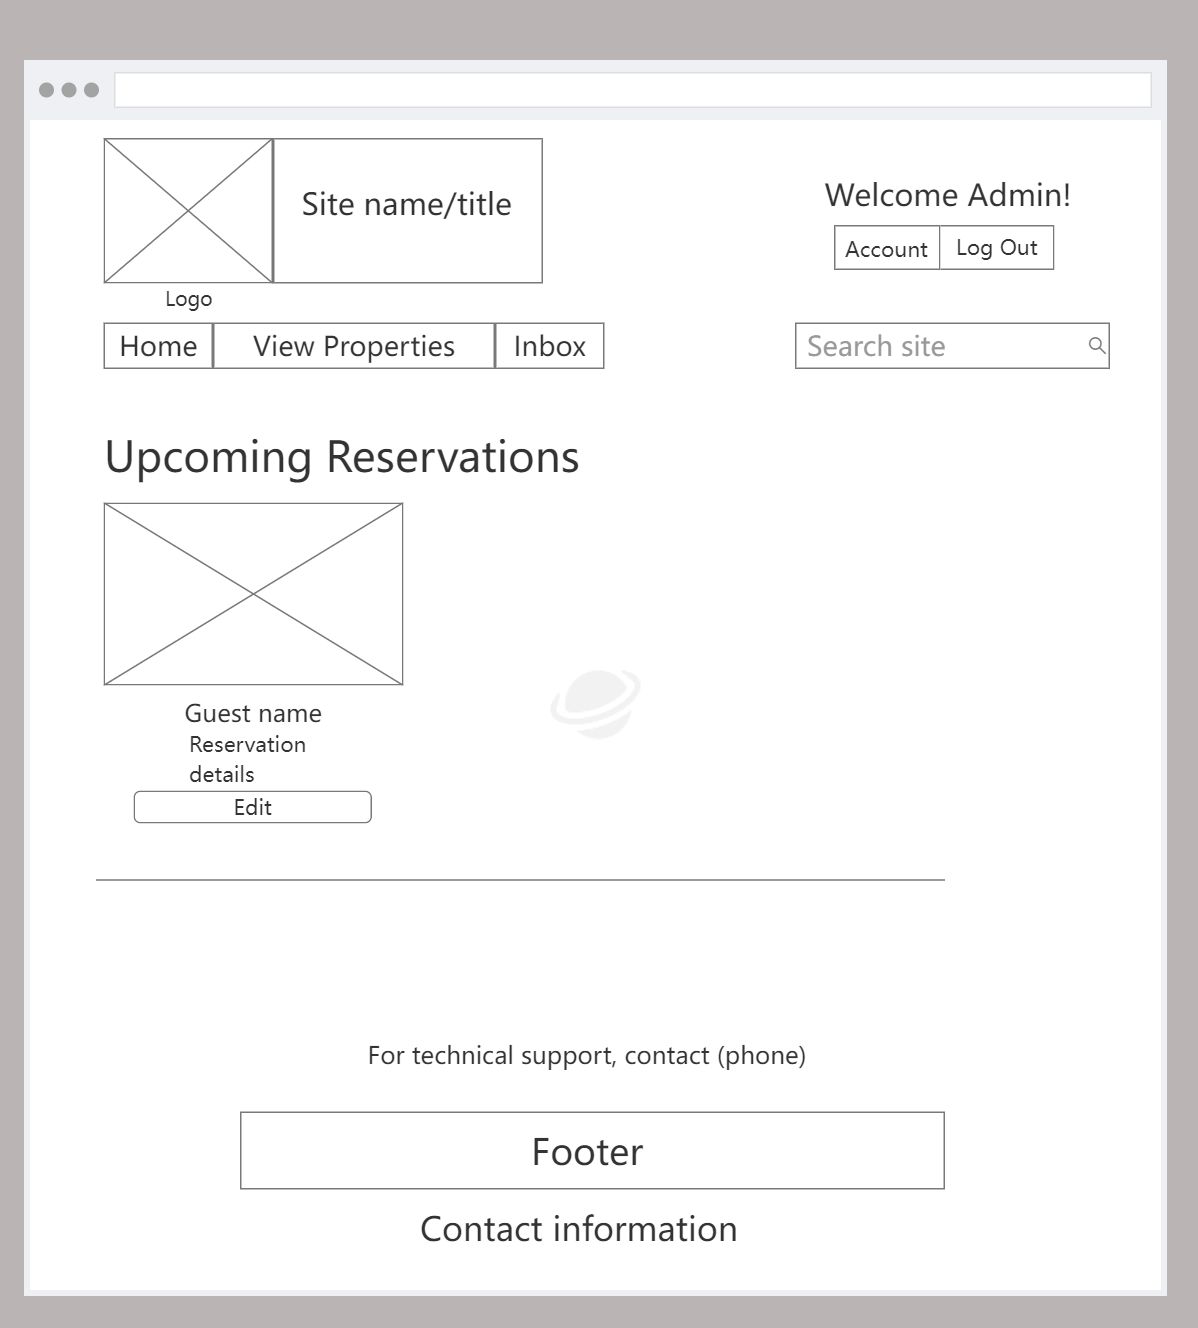 Site name/title
Welcome Admin!
Account
Log Out
Logo
Home
View Properties
Inbox
Search site
Upcoming Reservations
Guest name
Reservation
details
Edit
For technical support, contact (phone)
Footer
Contact information